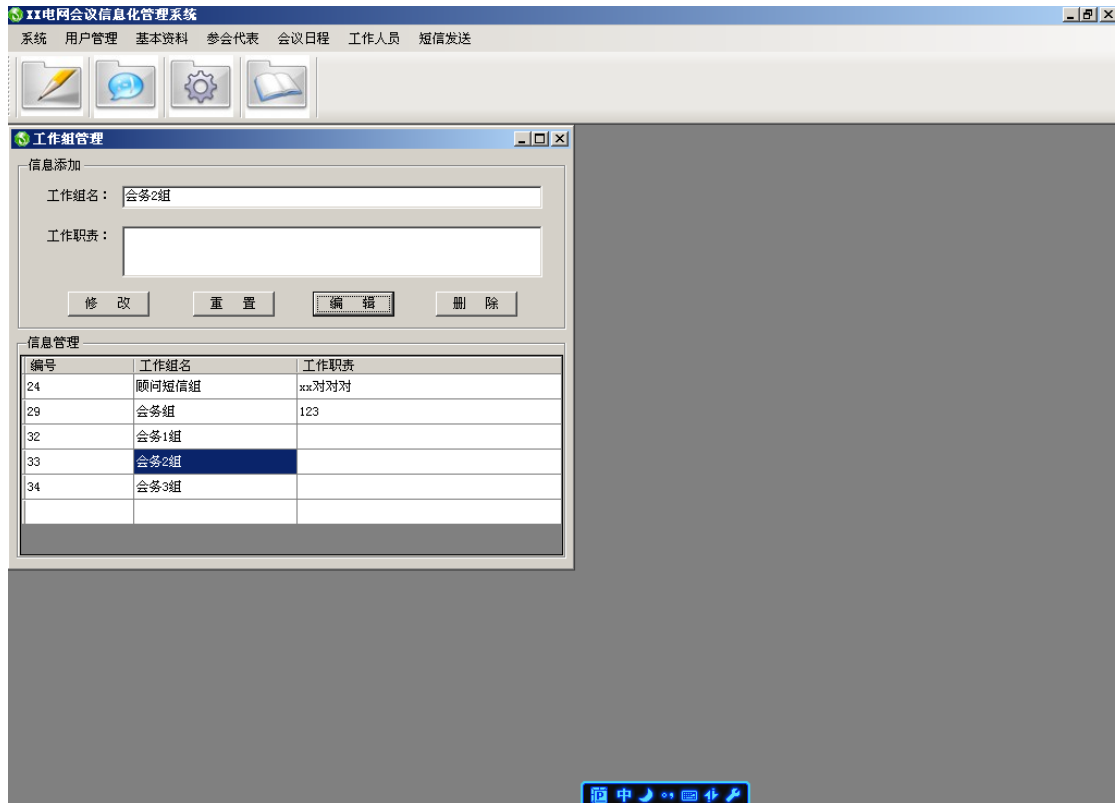 XX电网会议信息化管理系统
系统 用户管理 基本资料 参会代表 会议日程 工作人员 短信发送
工作组管理
信息添加
工作组名： 会务2组
工作职责：
修 改 重 置 编 辑 删 除
信息管理
编号 工作组名 工作职责
24 顾问短信组 xx对对对
29 会务组 123
32 会务1组
33 会务2组
34 会务3组
中